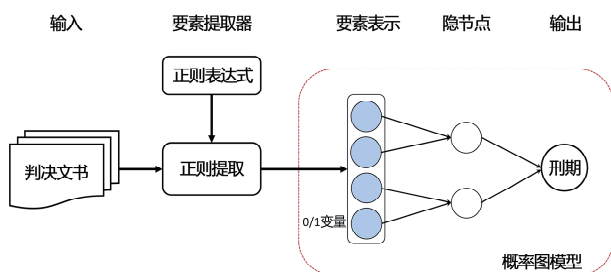 输入
要素提取器
要素表示
隐节点
输出
正则表达式
判决文书
正则提取
刑期
0/1变量
概率图模型